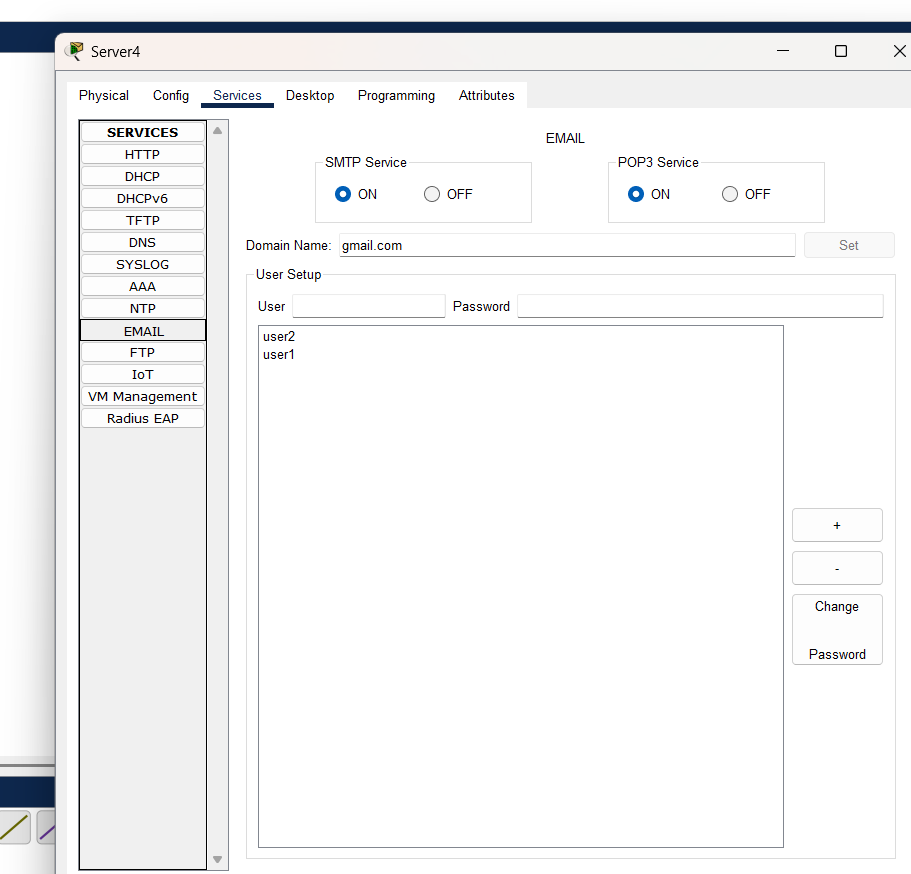 Server4
Physical Config Services Desktop Programming Attributes
SERVICES
HTTP
DHCP
DHCPv6
TFTP
DNS
SYSLOG
AAA
NTP
EMAIL
FTP
IoT
VM Management
Radius EAP
EMAIL
SMTP Service
ON OFF
POP3 Service
ON OFF
Domain Name: gmail.com Set
User Setup
User Password
user2
user1
+
-
Change
Password